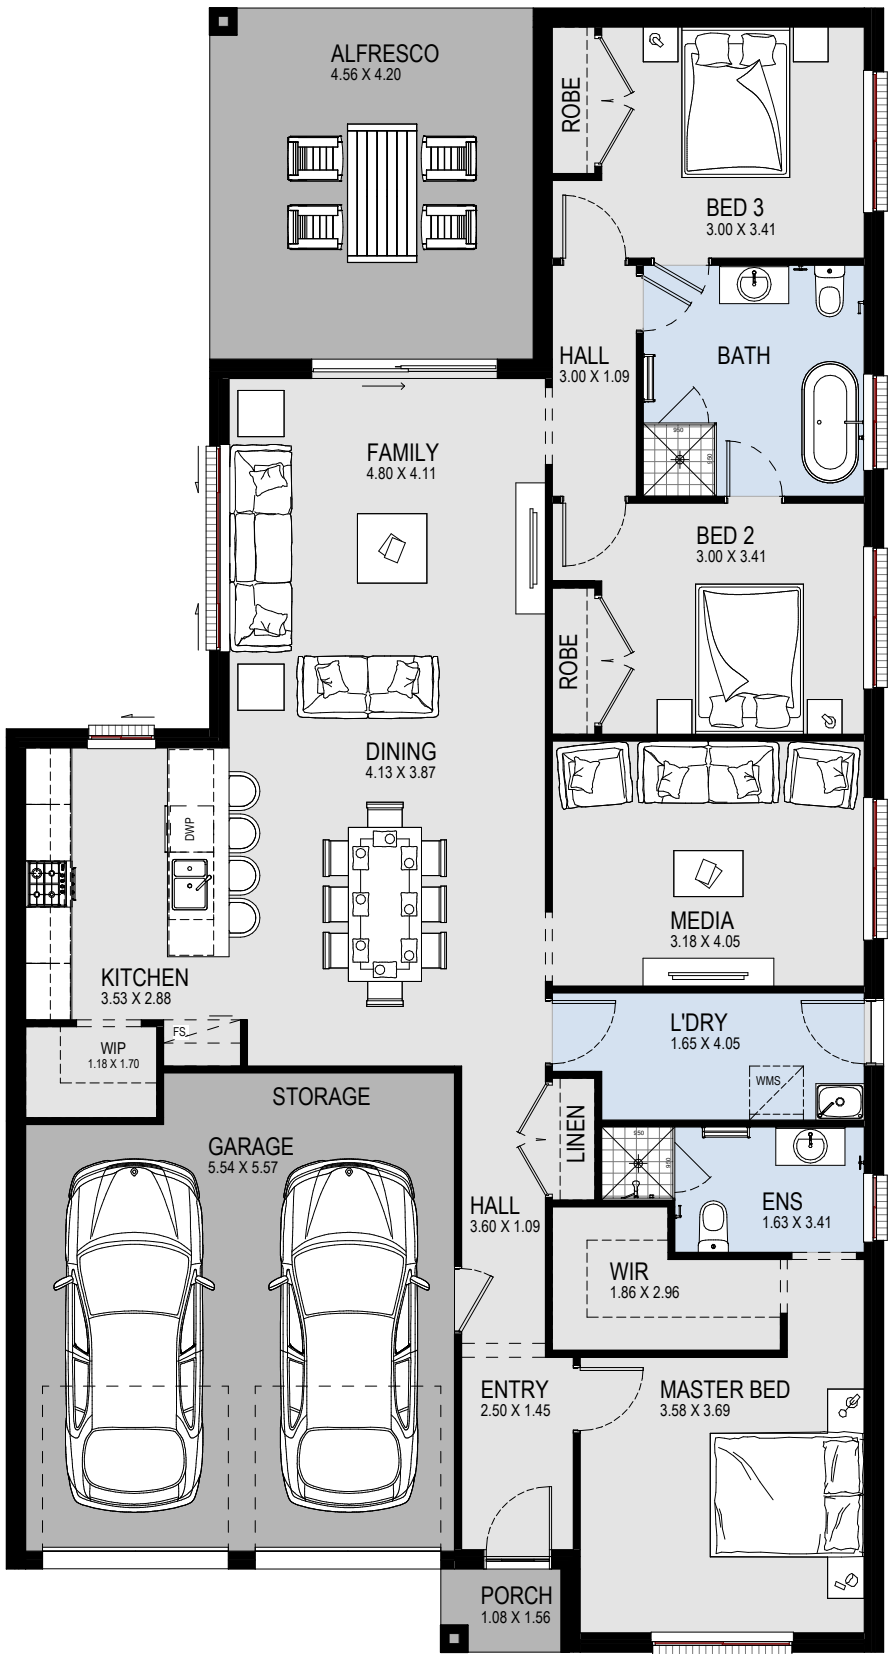 ALFRESCO
4.56 X 4.20
ROBE
BED 3
3.00 X 3.41
HALL
3.00 X 1.09
BATH
950
950
FAMILY
4.80 X 4.11
BED 2
3.00 X 3.41
ROBE
DINING
4.13 X 3.87
DWP
MEDIA
3.18 X 4.05
KITCHEN
3.53 X 2.88
FS
WIP
1.18 X 1.70
L'DRY
1.65 X 4.05
WMS
STORAGE
GARAGE
5.54 X 5.57
LINEN
950
950
HALL
3.60 X 1.09
ENS
1.63 X 3.41
WIR
1.86 X 2.96
ENTRY
2.50 X 1.45
MASTER BED
3.58 X 3.69
PORCH
1.08 X 1.56